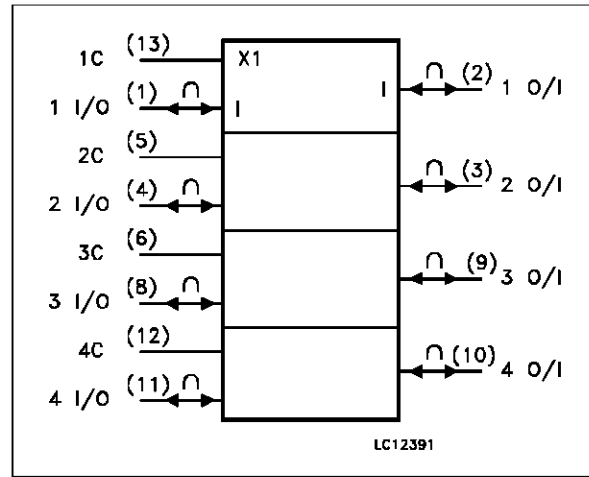 1C (13) X1
∩ (2) 1 O/I
I
1 I/O (1) ∩ I
2C (5)
∩ (3) 2 O/I
2 I/O (4) ∩
3C (6)
∩ (9) 3 O/I
3 I/O (8) ∩
4C (12)
∩ (10) 4 O/I
4 I/O (11) ∩
LC12391